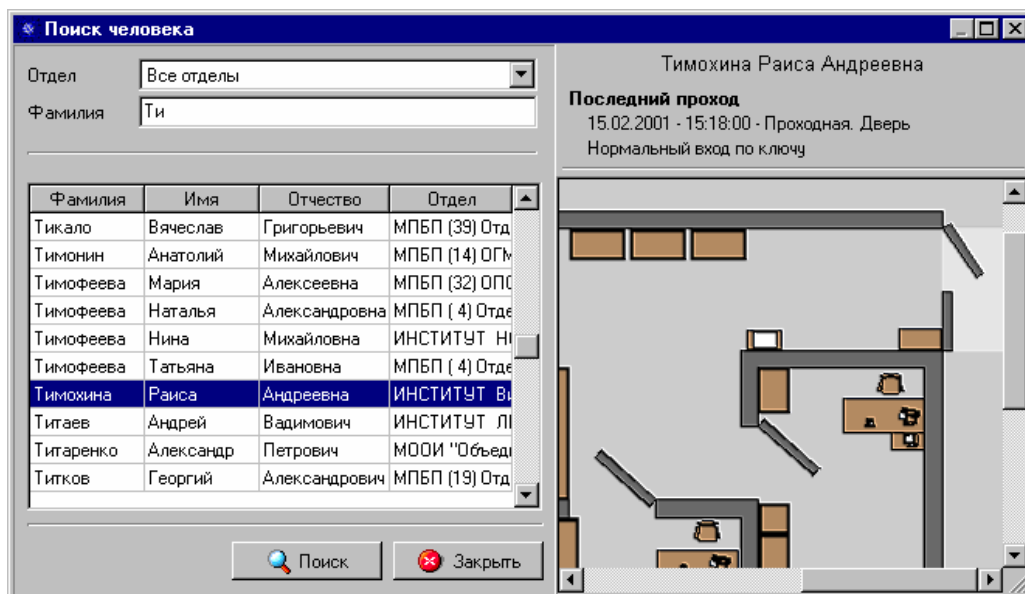 Поиск человека
Отдел Все отделы
Фамилия Ти
Фамилия Имя Отчество Отдел
Тикало Вячеслав Григорьевич МПБП (39) Отд
Тимонин Анатолий Михайлович МПБП (14) ОГМ
Тимофеева Мария Алексеевна МПБП (32) ОПО
Тимофеева Наталья Александровна МПБП ( 4) Отде
Тимофеева Нина Михайловна ИНСТИТУТ
Тимофеева Татьяна Ивановна МПБП ( 4) Отде
Тимохина Раиса Андреевна ИНСТИТУТ
Титаев Андрей Вадимович ИНСТИТУТ
Титаренко Александр Петрович МООИ "Объеди
Титков Георгий Александрович МПБП (19) Отд
Поиск Закрыть
Тимохина Раиса Андреевна
Последний проход
15.02.2001 - 15:18:00 - Проходная. Дверь
Нормальный вход по ключу